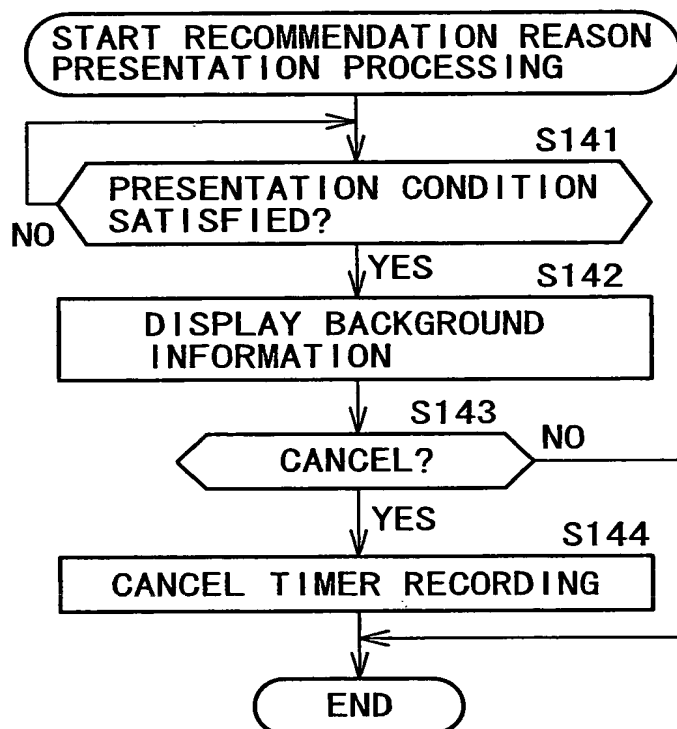 START RECOMMENDATION REASON
PRESENTATION PROCESSING
S141
PRESENTATION CONDITION
SATISFIED?
NO
YES
S142
DISPLAY BACKGROUND
INFORMATION
S143
CANCEL?
NO
YES
S144
CANCEL TIMER RECORDING
END